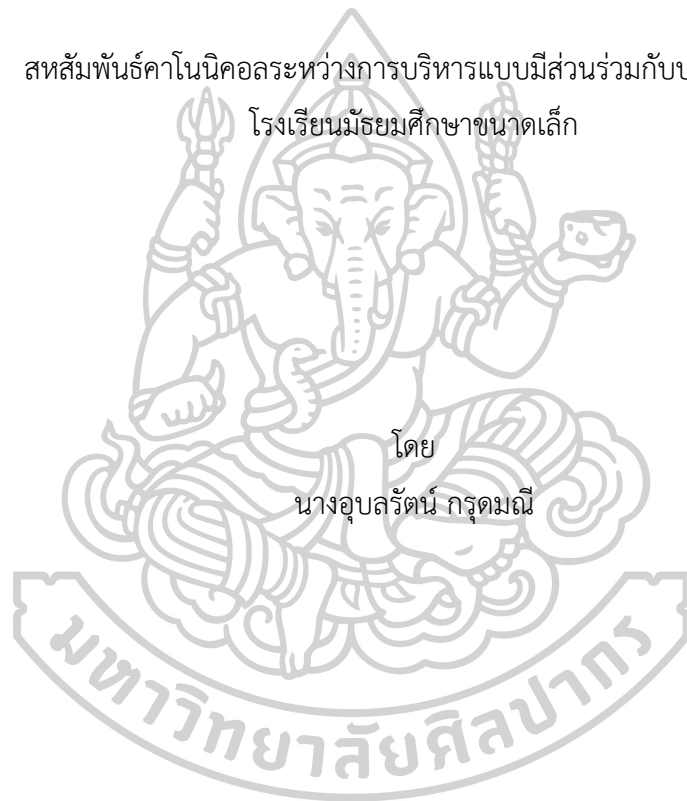 สหสัมพันธ์คาโนนิคอลระหว่างการบริหารแบบมีส่วนร่วมกับ
โรงเรียนมัธยมศึกษาขนาดเล็ก
โดย
นางอุบลรัตน์ กรุดมณี
มหาวิทยาลัยศิลปากร